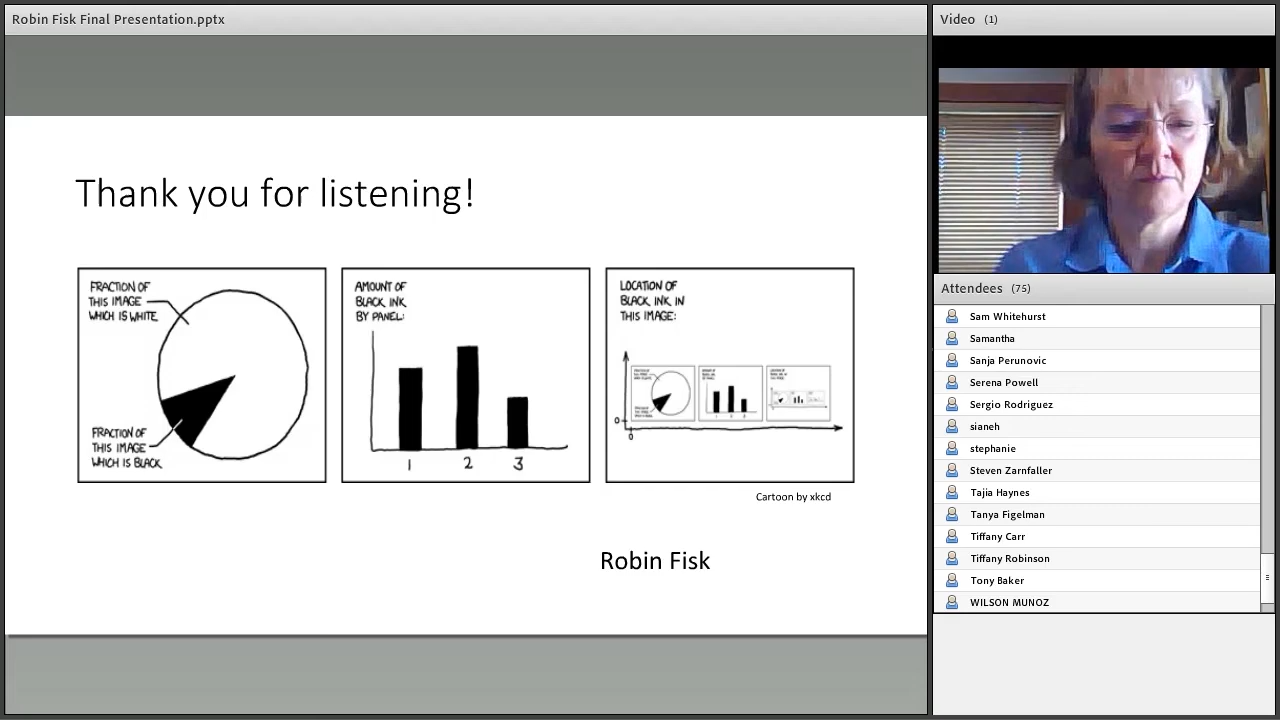 Robin Fisk Final Presentation.pptx
Thank you for listening!
FRACTION OF
THIS IMAGE
WHICH IS WHITE
FRACTION OF
THIS IMAGE
WHICH IS BLACK
AMOUNT OF
BLACK INK
BY PANEL:
1 2 3
LOCATION OF
BLACK INK IN
THIS IMAGE:
0
0
Cartoon by xkcd
Robin Fisk
Video (1)
Attendees (75)
Sam Whitehurst
Samantha
Sanja Perunovic
Serena Powell
Sergio Rodriguez
sianeh
stephanie
Steven Zarnfaller
Tajia Haynes
Tanya Figelman
Tiffany Carr
Tiffany Robinson
Tony Baker
WILSON MUNOZ